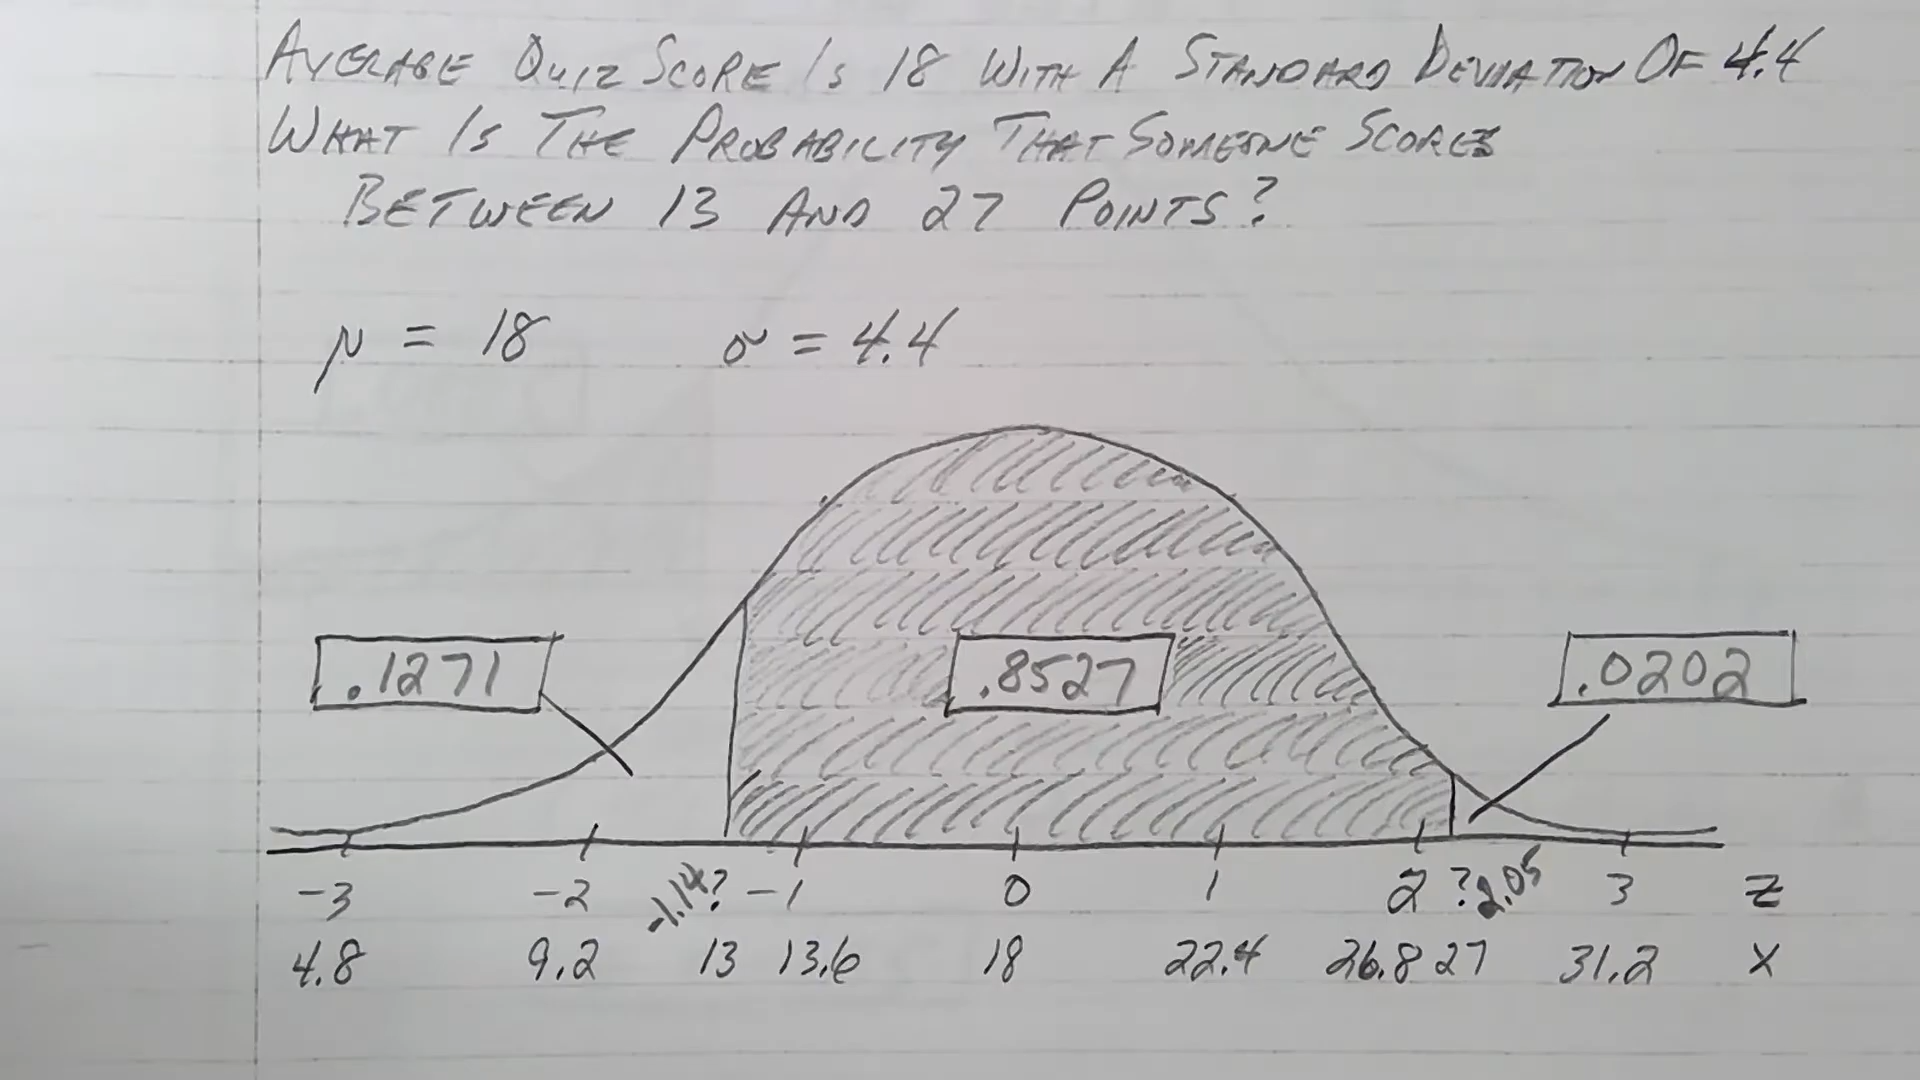 AVERAGE QUIZ SCORE IS 18 WITH A STANDARD DEVIATION OF 4.4
WHAT IS THE PROBABILITY THAT SOMEONE SCORES
BETWEEN 13 AND 27 POINTS?
μ = 18 σ = 4.4
.1271 .8527 .0202
-3 -2 -1.14? -1 0 1 2 ?2.05 3 Z
4.8 9.2 13 13.6 18 22.4 26.8 27 31.2 X